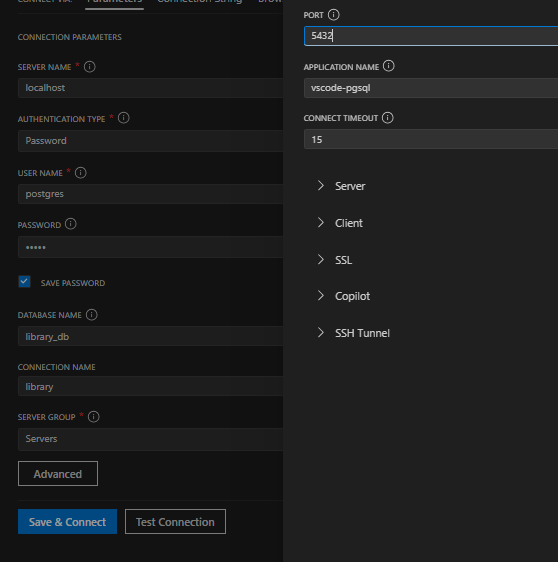 CONNECT VIA: Parameters Connection String Brow
CONNECTION PARAMETERS
SERVER NAME *
localhost
AUTHENTICATION TYPE *
Password
USER NAME *
postgres
PASSWORD
•••••
SAVE PASSWORD
DATABASE NAME
library_db
CONNECTION NAME
library
SERVER GROUP *
Servers
Advanced
Save & Connect Test Connection
PORT
5432
APPLICATION NAME
vscode-pgsql
CONNECT TIMEOUT
15
Server
Client
SSL
Copilot
SSH Tunnel